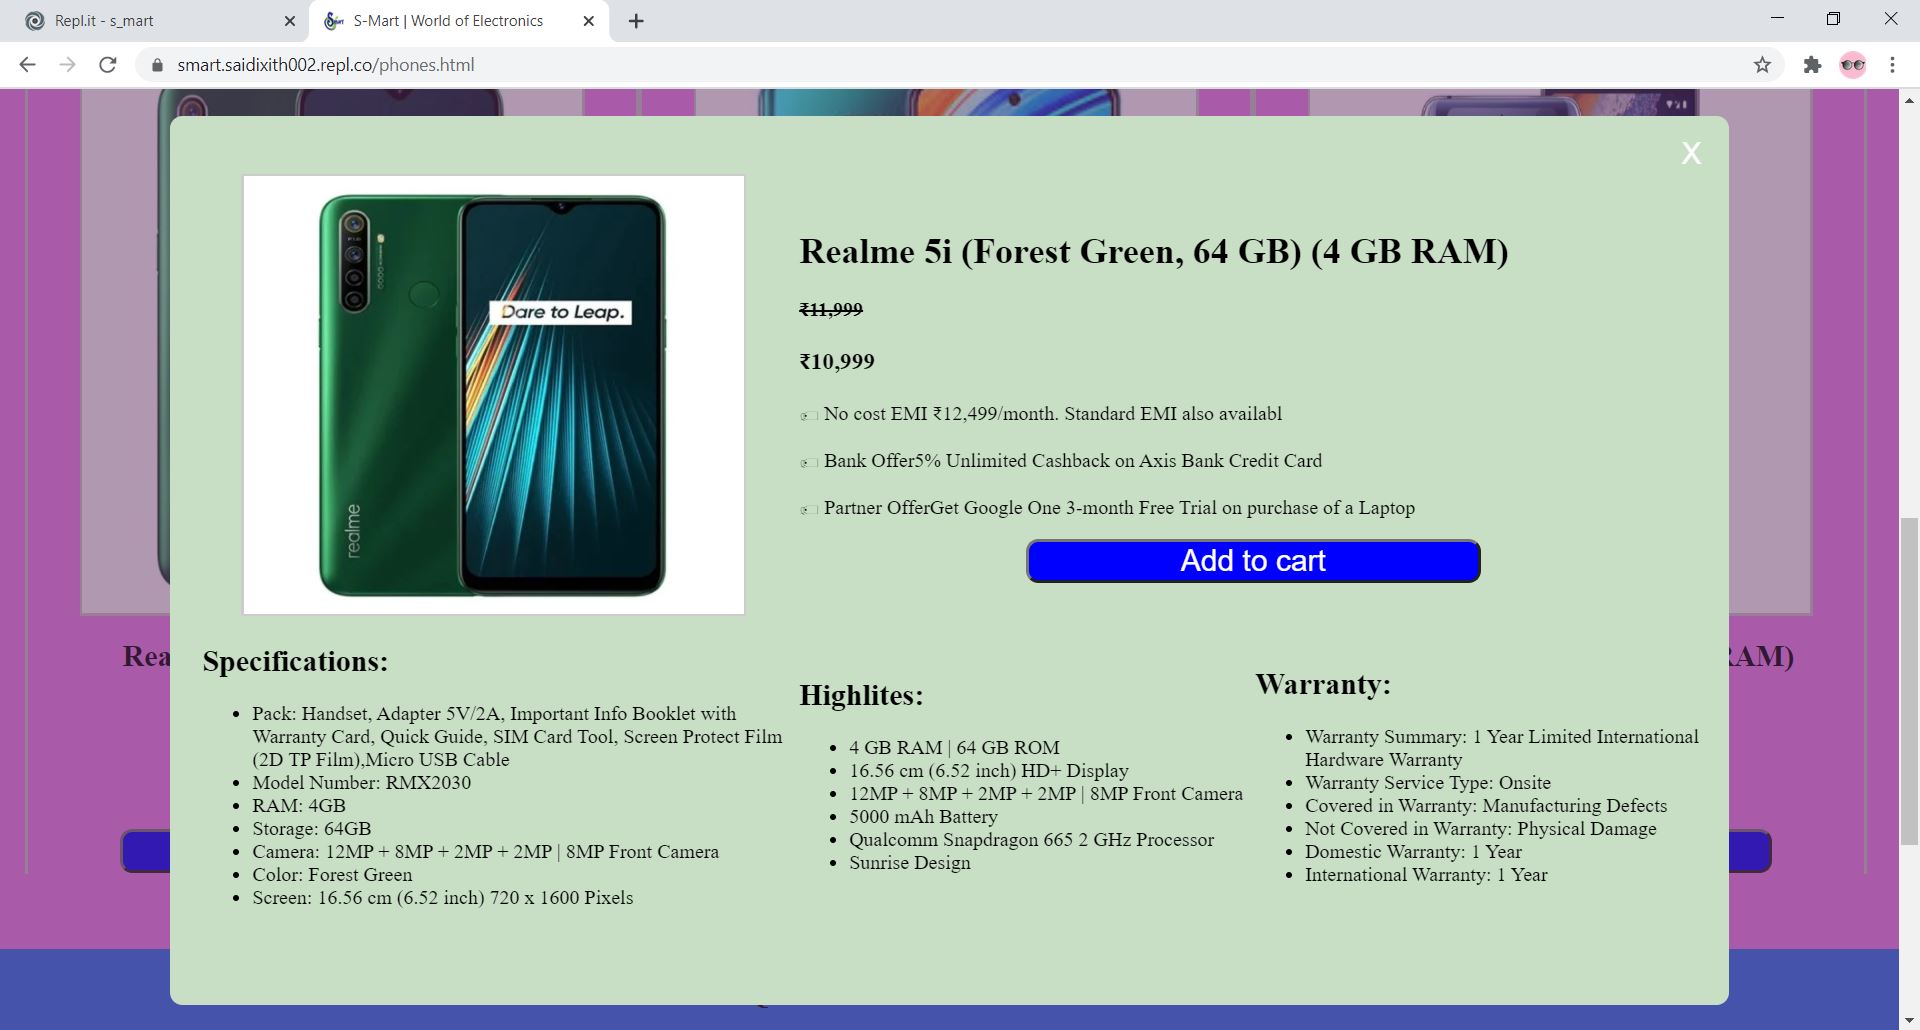 Repl.it - s_mart
S-Mart | World of Electronics
smart.saidixith002.repl.co/phones.html
X
Dare to Leap.
realme
Realme 5i (Forest Green, 64 GB) (4 GB RAM)
₹11,999
₹10,999
No cost EMI ₹12,499/month. Standard EMI also availabl
Bank Offer5% Unlimited Cashback on Axis Bank Credit Card
Partner OfferGet Google One 3-month Free Trial on purchase of a Laptop
Add to cart
Rea
RAM)
Specifications:
Pack: Handset, Adapter 5V/2A, Important Info Booklet with
Warranty Card, Quick Guide, SIM Card Tool, Screen Protect Film
(2D TP Film),Micro USB Cable
Model Number: RMX2030
RAM: 4GB
Storage: 64GB
Camera: 12MP + 8MP + 2MP + 2MP | 8MP Front Camera
Color: Forest Green
Screen: 16.56 cm (6.52 inch) 720 x 1600 Pixels
Highlites:
4 GB RAM | 64 GB ROM
16.56 cm (6.52 inch) HD+ Display
12MP + 8MP + 2MP + 2MP | 8MP Front Camera
5000 mAh Battery
Qualcomm Snapdragon 665 2 GHz Processor
Sunrise Design
Warranty:
Warranty Summary: 1 Year Limited International
Hardware Warranty
Warranty Service Type: Onsite
Covered in Warranty: Manufacturing Defects
Not Covered in Warranty: Physical Damage
Domestic Warranty: 1 Year
International Warranty: 1 Year